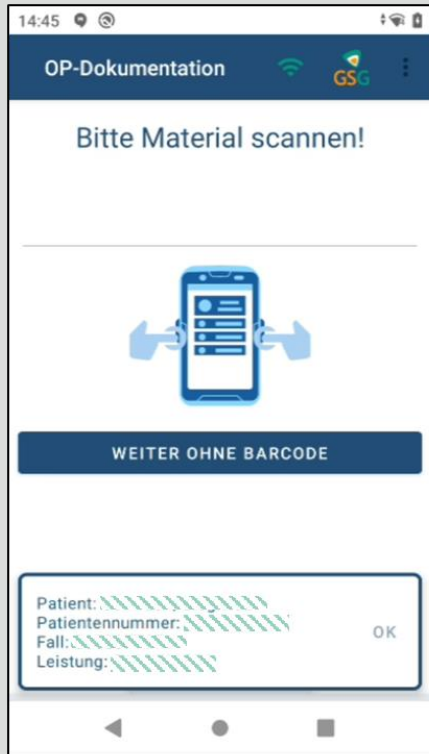 14:45
OP-Dokumentation GSG
Bitte Material scannen!
WEITER OHNE BARCODE
Patient:
Patientennummer:
Fall:
Leistung:
OK